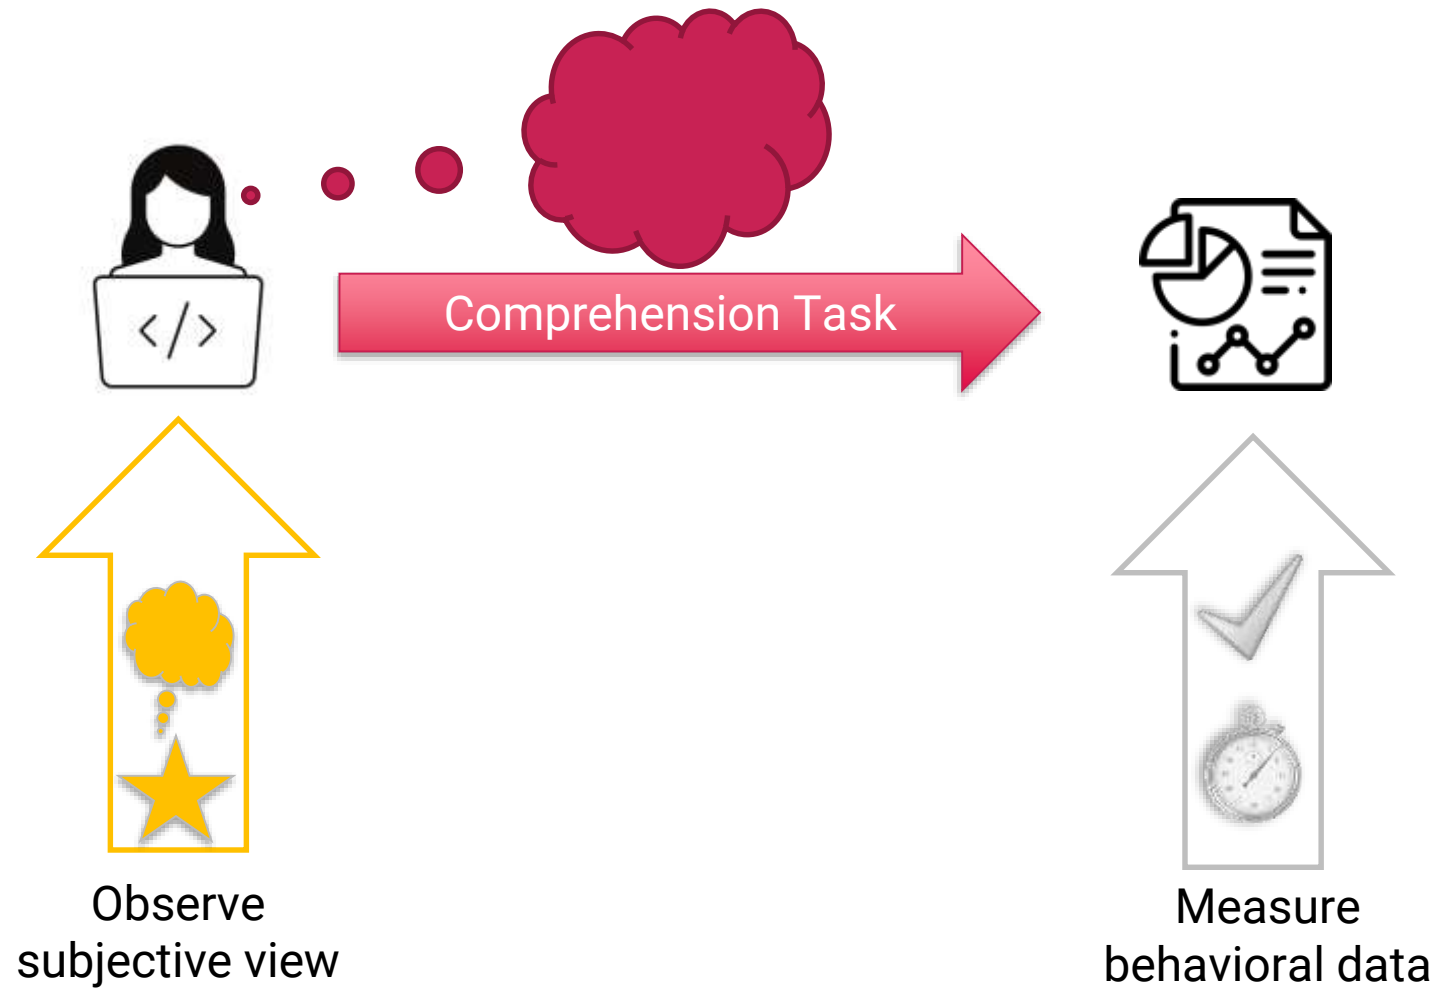 </>
Comprehension Task
Observe
subjective view
Measure
behavioral data